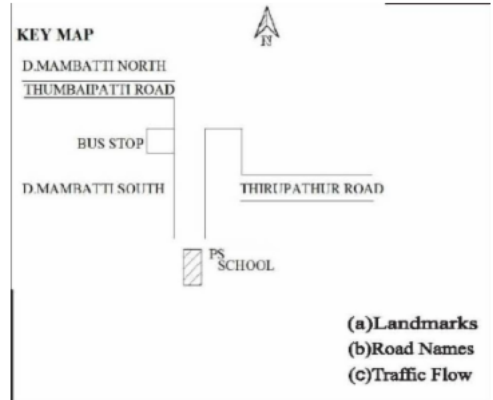 N
KEY MAP
D.MAMBATTI NORTH
THUMBAIPATTI ROAD
BUS STOP
D.MAMBATTI SOUTH
THIRUPATHUR ROAD
PS
SCHOOL
(a)Landmarks
(b)Road Names
(c)Traffic Flow